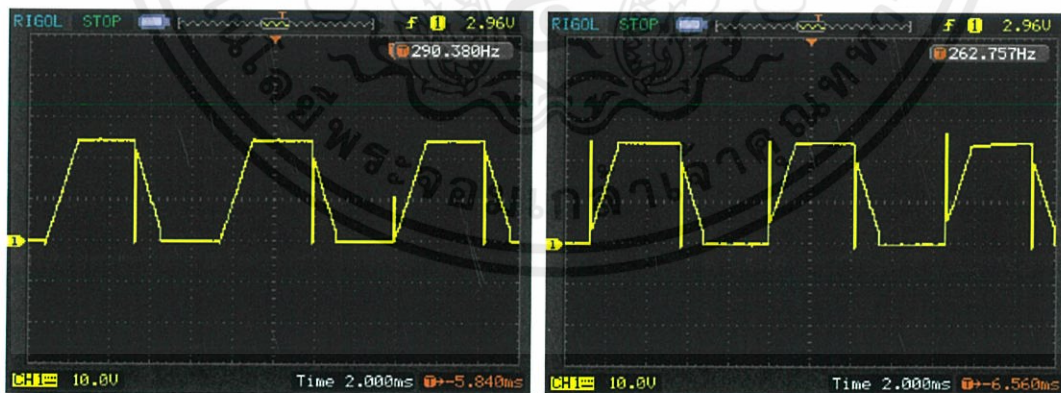 RIGOL STOP T f 1 2.96V
T 290.380Hz
1
CH1 10.0V Time 2.000ms T→-5.840ms
RIGOL STOP T f 1 2.96V
T 262.757Hz
1
CH1 10.0V Time 2.000ms T→-6.560ms